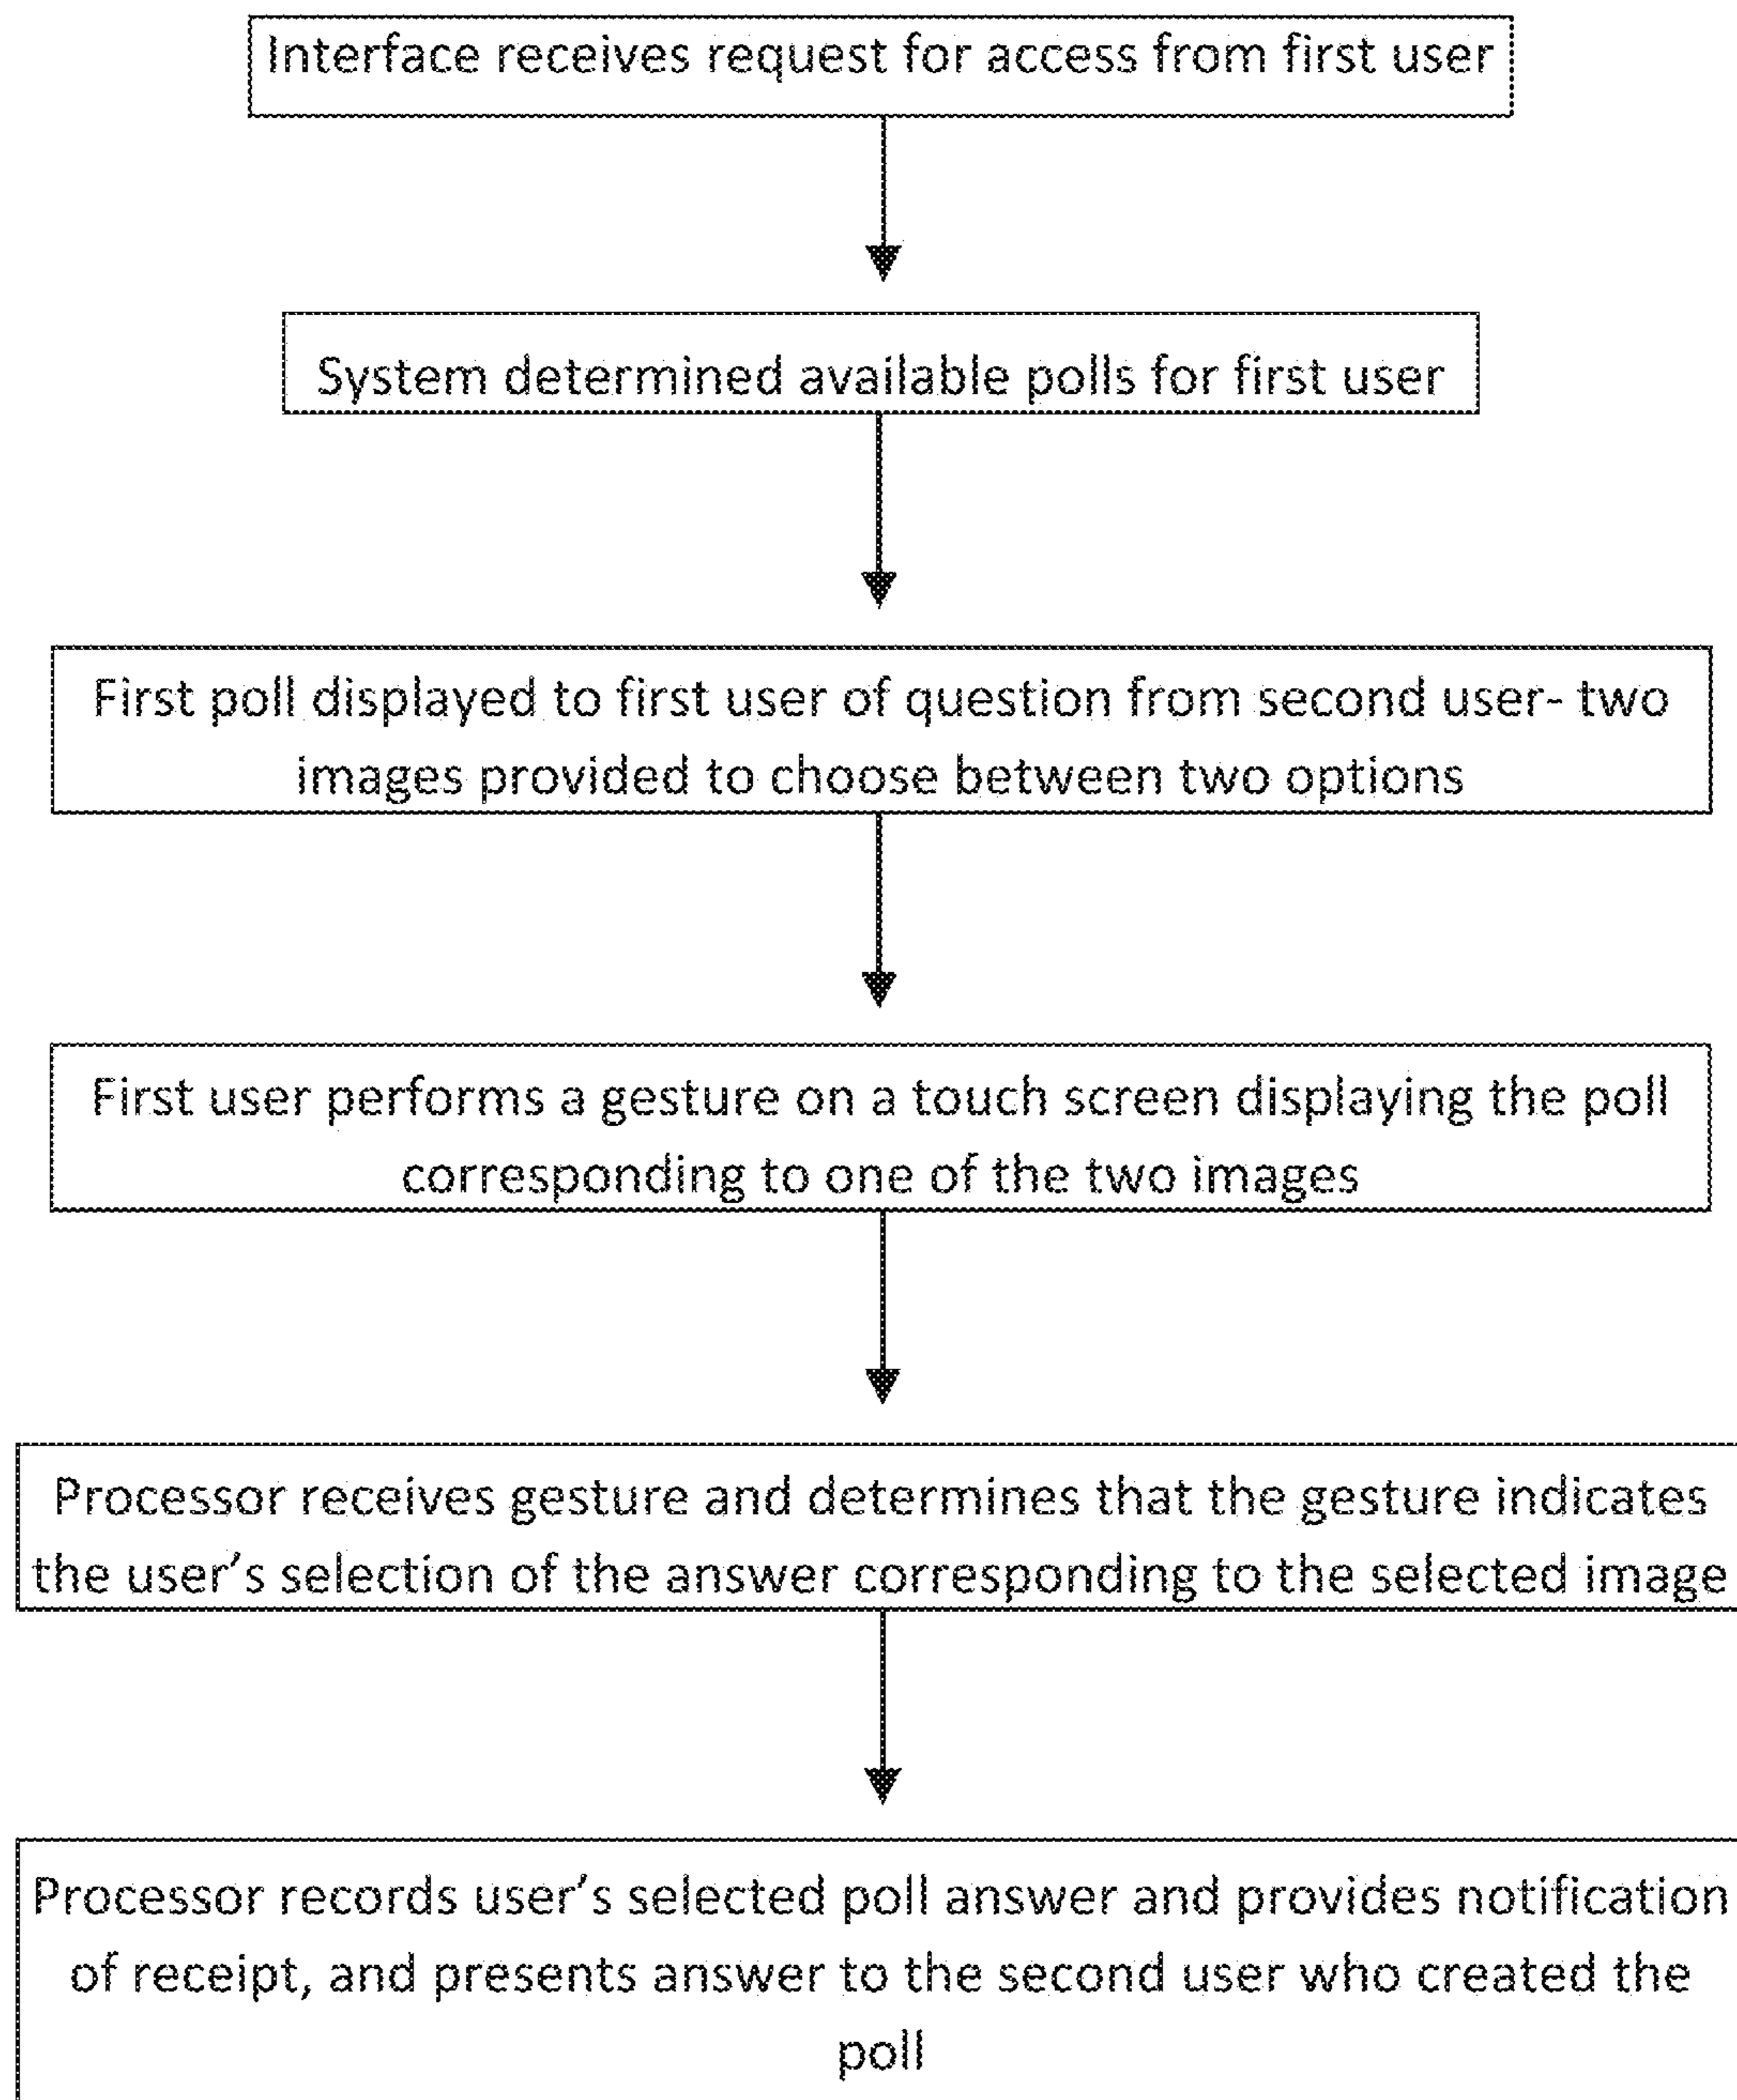 Interface receives request for access from first user
System determined available polls for first user
First poll displayed to first user of question from second user- two
images provided to choose between two options
First user performs a gesture on a touch screen displaying the poll
corresponding to one of the two images
Processor receives gesture and determines that the gesture indicates
the user’s selection of the answer corresponding to the selected image
Processor records user’s selected poll answer and provides notification
of receipt, and presents answer to the second user who created the
poll